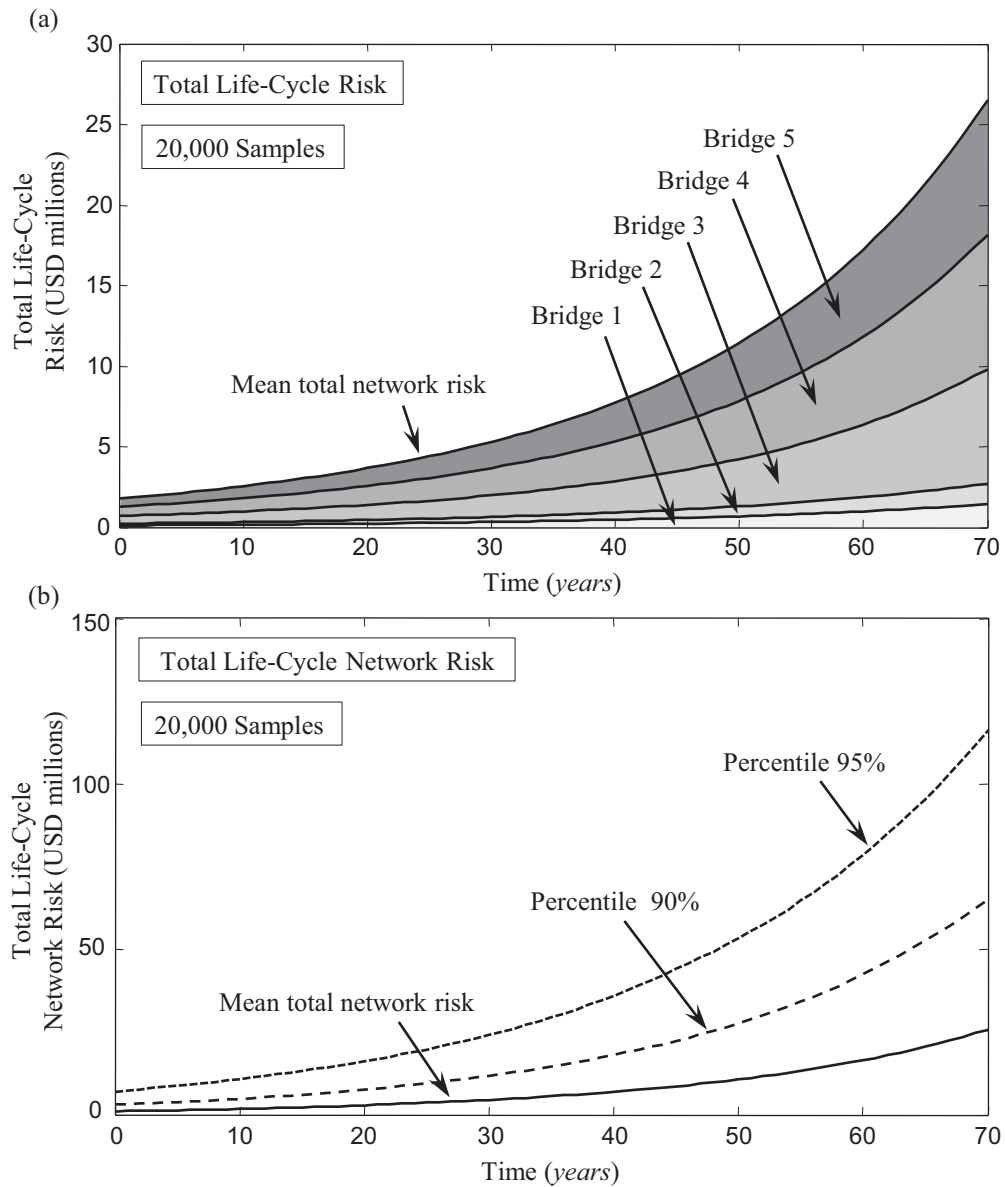 (a)
Total Life-Cycle Risk
20,000 Samples
Total Life-Cycle
Risk (USD millions)
30
25
20
15
10
5
0
Bridge 5
Bridge 4
Bridge 3
Bridge 2
Bridge 1
Mean total network risk
0 10 20 30 40 50 60 70
Time (years)
(b)
Total Life-Cycle Network Risk
20,000 Samples
Total Life-Cycle
Network Risk (USD millions)
150
100
50
0
Percentile 95%
Percentile 90%
Mean total network risk
0 10 20 30 40 50 60 70
Time (years)